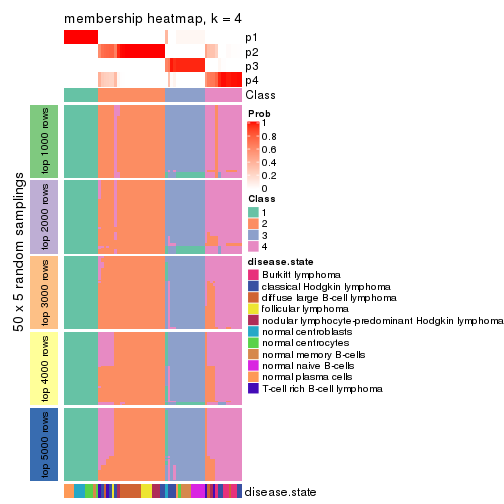 membership heatmap, k = 4
p1
p2
p3
p4
Class
50 x 5 random samplings
top 1000 rows
top 2000 rows
top 3000 rows
top 4000 rows
top 5000 rows
Prob
1
0.8
0.6
0.4
0.2
0
Class
1
2
3
4
disease.state
Burkitt lymphoma
classical Hodgkin lymphoma
diffuse large B-cell lymphoma
follicular lymphoma
nodular lymphocyte-predominant Hodgkin lymphoma
normal centroblasts
normal centrocytes
normal memory B-cells
normal naive B-cells
normal plasma cells
T-cell rich B-cell lymphoma
disease.state